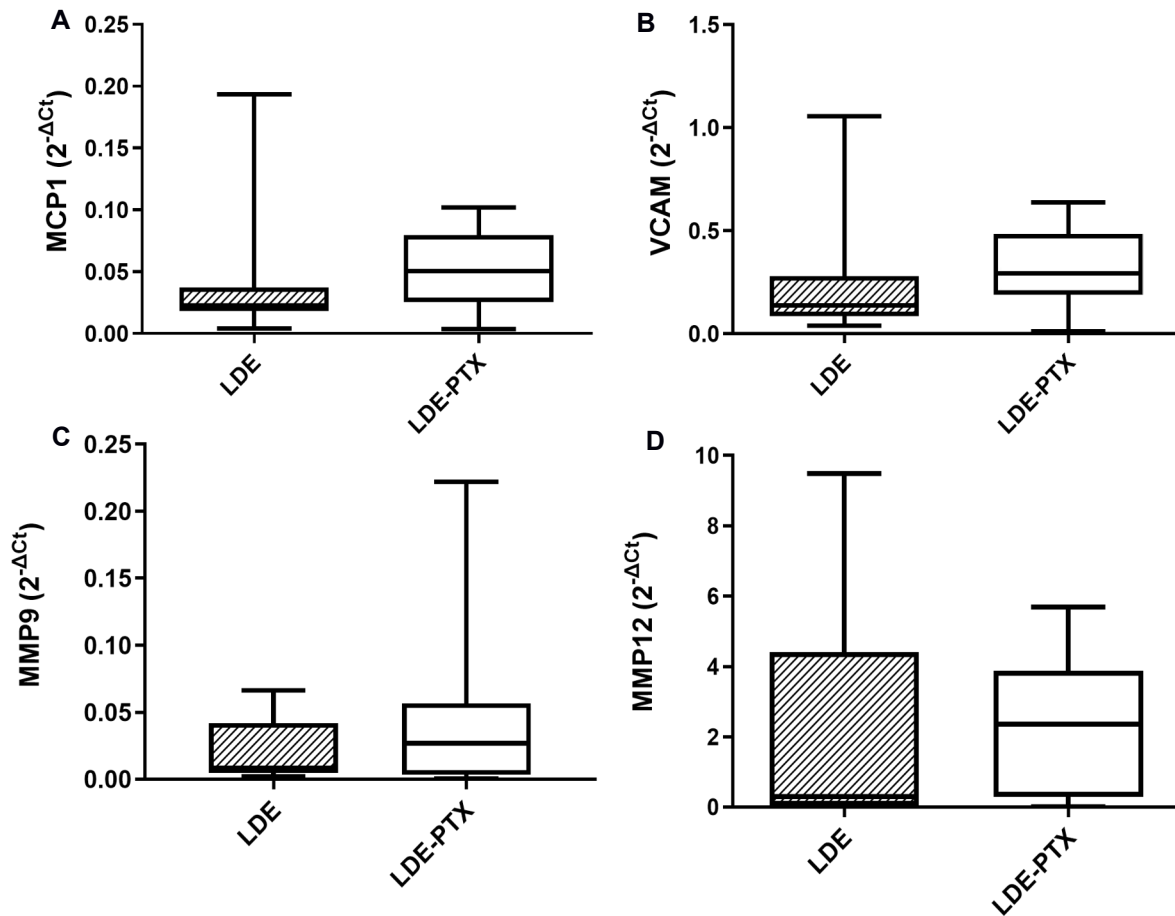 A
MCP1 (2^-ΔCt)
0.25
0.20
0.15
0.10
0.05
0.00
LDE
LDE-PTX
B
VCAM (2^-ΔCt)
1.5
1.0
0.5
0.0
LDE
LDE-PTX
C
MMP9 (2^-ΔCt)
0.25
0.20
0.15
0.10
0.05
0.00
LDE
LDE-PTX
D
MMP12 (2^-ΔCt)
10
8
6
4
2
0
LDE
LDE-PTX